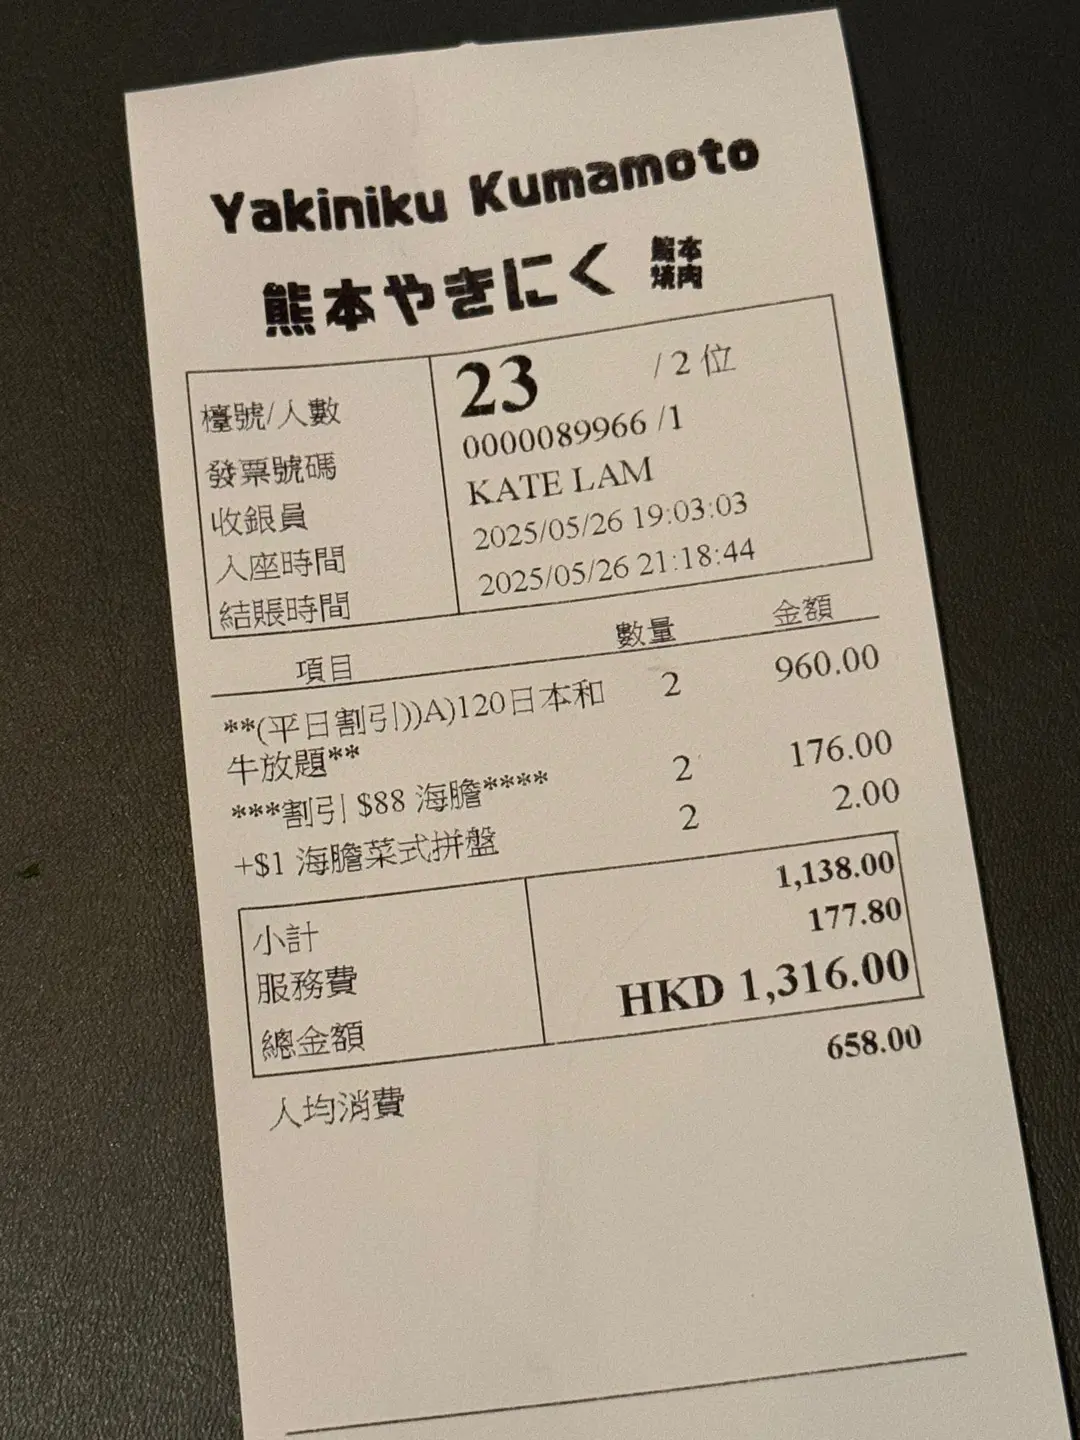 Yakiniku Kumamoto
熊本やきにく 熊本焼肉
檯號/人數 23 /2 位
發票號碼 0000089966 /1
收銀員 KATE LAM
入座時間 2025/05/26 19:03:03
結賬時間 2025/05/26 21:18:44
項目 數量 金額
**(平日割引))A)120日本和 2 960.00
牛放題**
***割引 $88 海膽**** 2 176.00
+$1 海膽菜式拼盤 2 2.00
小計 1,138.00
服務費 177.80
總金額 HKD 1,316.00
人均消費 658.00